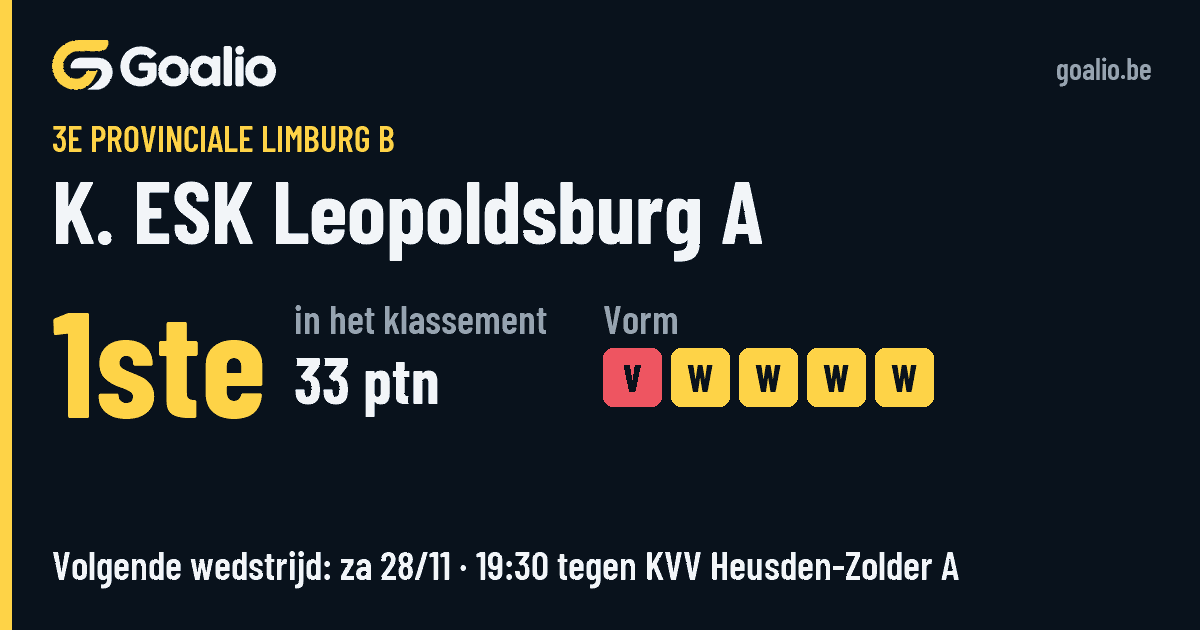 Goalio
goalio.be
3E PROVINCIALE LIMBURG B
K. ESK Leopoldsburg A
1ste
in het klassement
33 ptn
Vorm
V W W W W
Volgende wedstrijd: za 28/11 · 19:30 tegen KVV Heusden-Zolder A